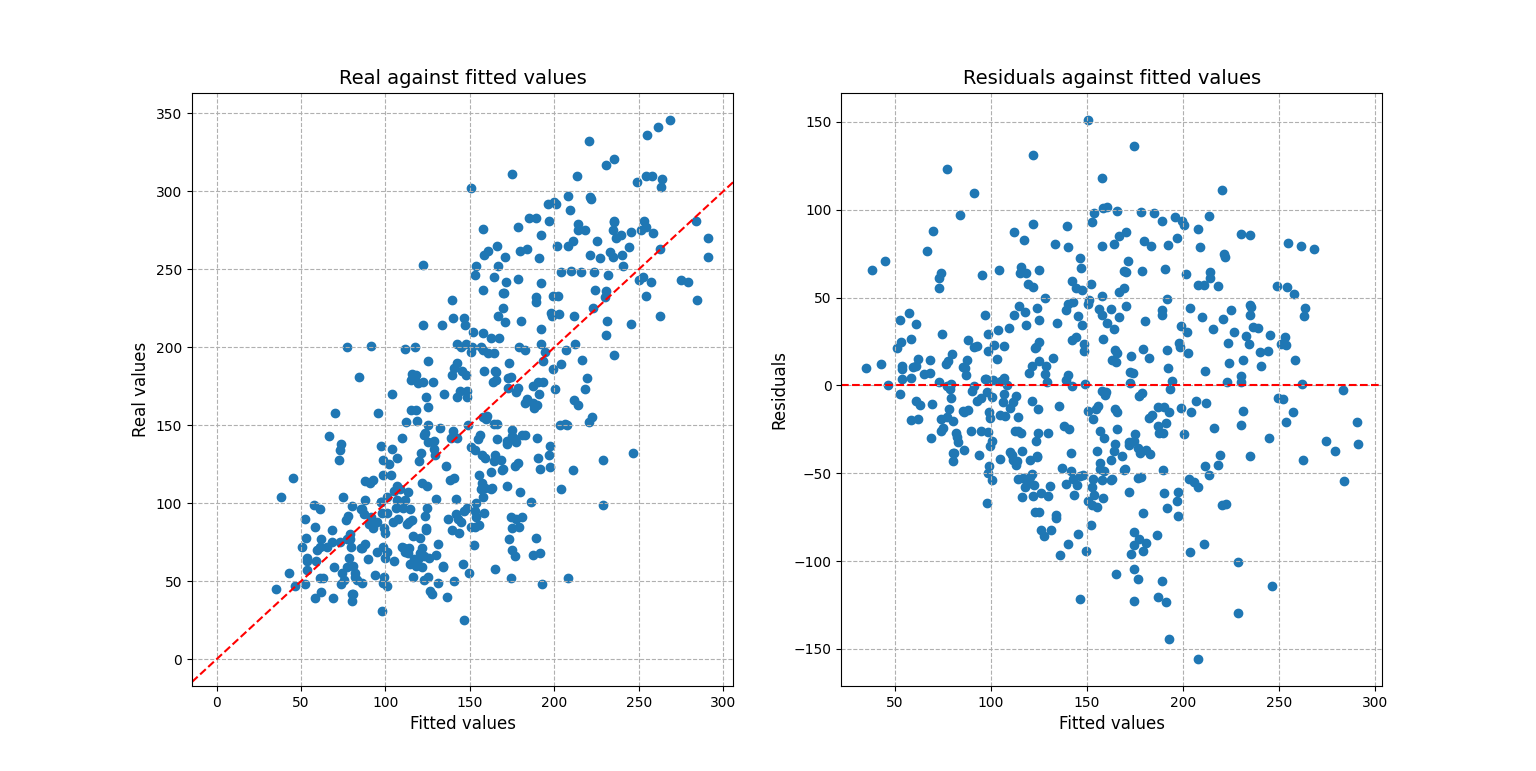 Real against fitted values
Real values
350
300
250
200
150
100
50
0
0 50 100 150 200 250 300
Fitted values
Residuals against fitted values
Residuals
150
100
50
0
−50
−100
−150
50 100 150 200 250 300
Fitted values